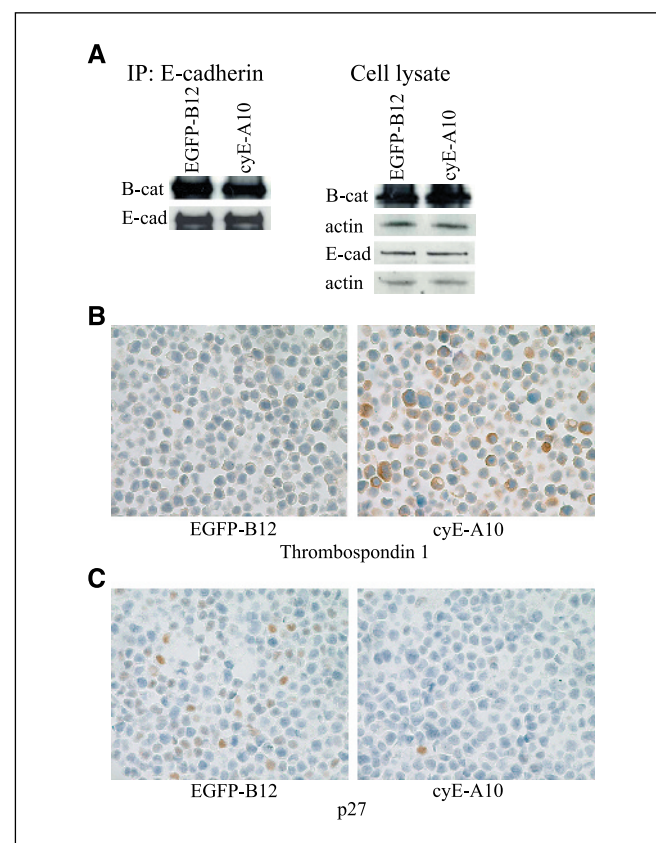 A
IP: E-cadherin
Cell lysate
EGFP-B12
cyE-A10
EGFP-B12
cyE-A10
B-cat
E-cad
B-cat
actin
E-cad
actin
B
EGFP-B12
cyE-A10
Thrombospondin 1
C
EGFP-B12
cyE-A10
p27